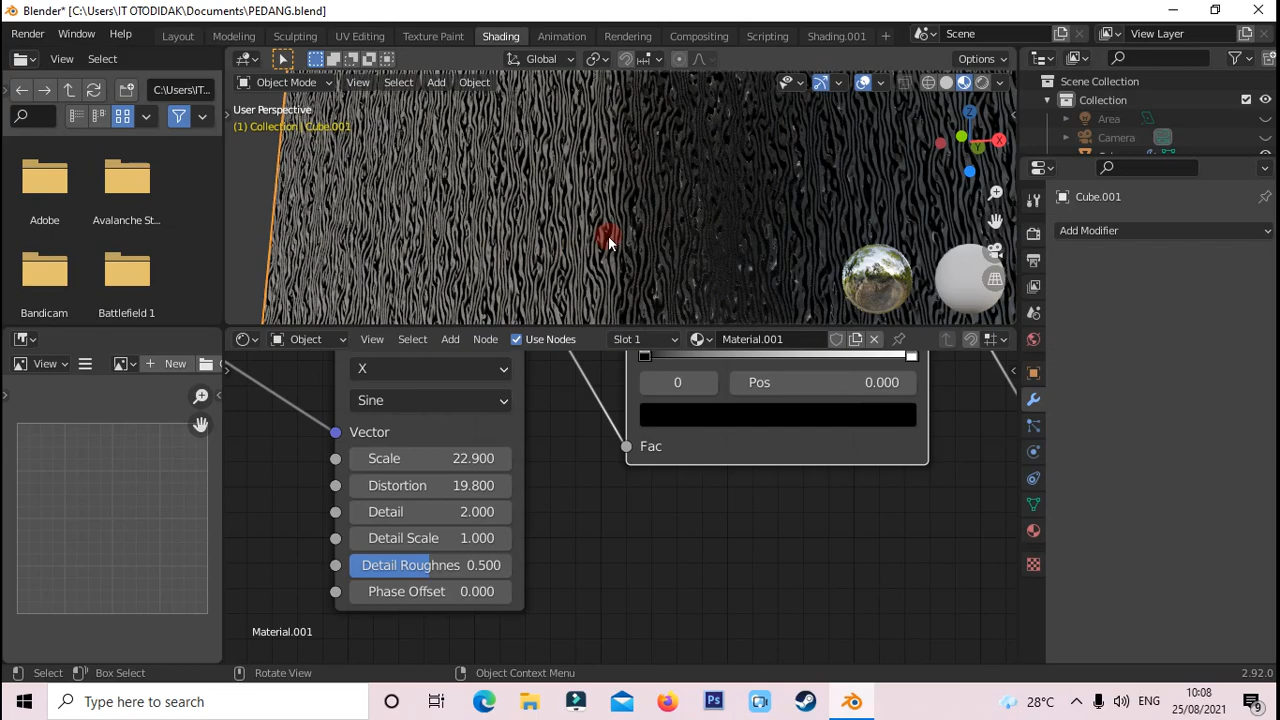 Blender* [C:\Users\IT OTODIDAK\Documents\PEDANG.blend]
Render Window Help Layout Modeling Sculpting UV Editing Texture Paint Shading Animation Rendering Compositing Scripting Shading.001 Scene View Layer
View Select Global Options
C:\Users\IT... Object Mode View Select Add Object Scene Collection
User Perspective
(1) Collection | Cube.001
Collection
Area
Camera
X
Z
Y
Adobe
Avalanche St...
Cube.001
Add Modifier
Bandicam
Battlefield 1
Object View Select Add Node Use Nodes Slot 1 Material.001
View New
X
0
Pos 0.000
Sine
Vector
Fac
Scale 22.900
Distortion 19.800
Detail 2.000
Detail Scale 1.000
Detail Roughnes 0.500
Phase Offset 0.000
Material.001
Select Box Select Rotate View Object Context Menu 2.92.0
Type here to search
Ps
28°C
ENG
10:08
25/08/2021
9